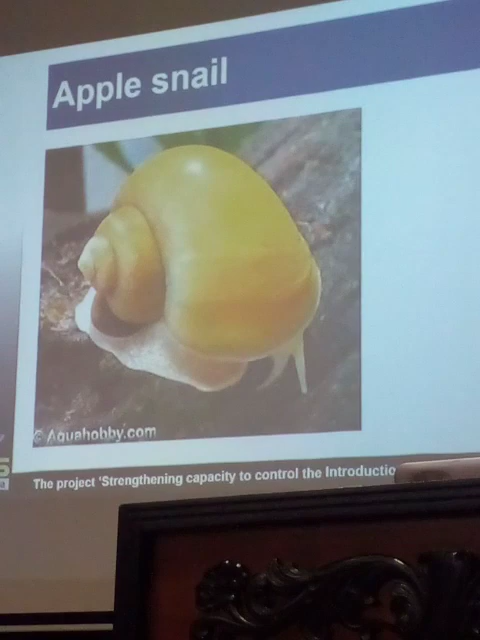 Apple snail
© Aquahobby.com
The project 'Strengthening capacity to control the Introductio